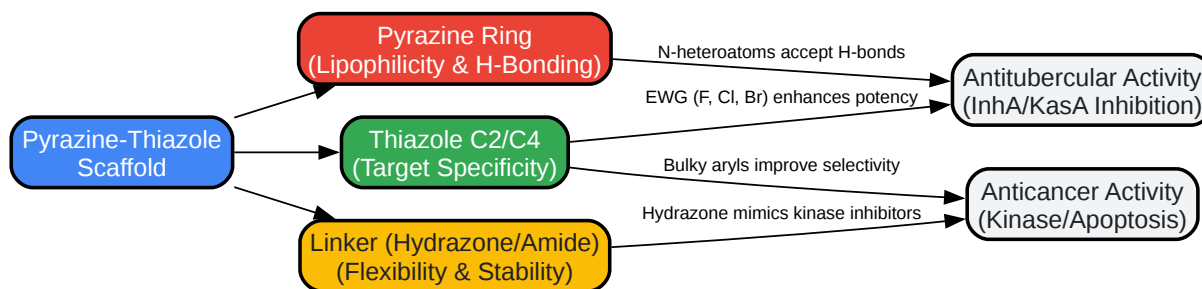 Pyrazine-Thiazole
Scaffold
Pyrazine Ring
(Lipophilicity & H-Bonding)
Thiazole C2/C4
(Target Specificity)
Linker (Hydrazone/Amide)
(Flexibility & Stability)
N-heteroatoms accept H-bonds
EWG (F, Cl, Br) enhances potency
Bulky aryls improve selectivity
Hydrazone mimics kinase inhibitors
Antitubercular Activity
(InhA/KasA Inhibition)
Anticancer Activity
(Kinase/Apoptosis)